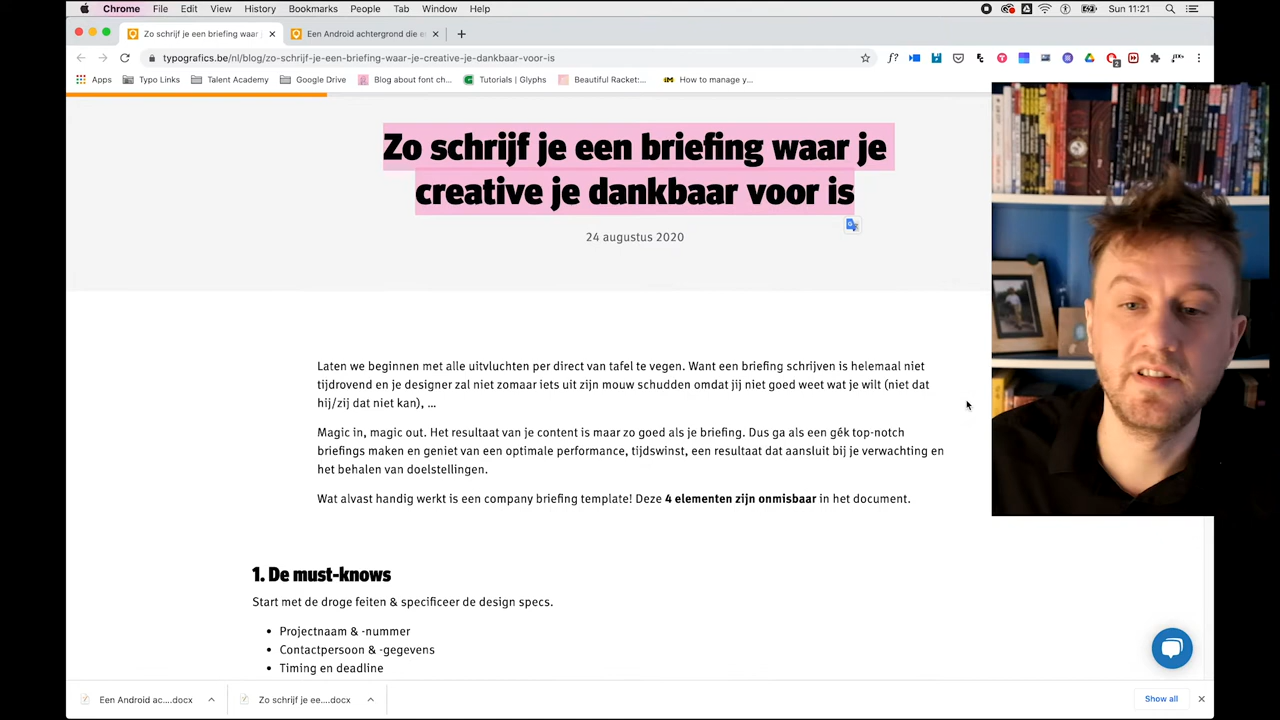 Chrome File Edit View History Bookmarks People Tab Window Help Sun 11:21
Zo schrijf je een briefing waar Een Android achtergrond die e
typografics.be/nl/blog/zo-schrijf-je-een-briefing-waar-je-creative-je-dankbaar-voor-is
Apps Typo Links Talent Academy Google Drive Blog about font ch... Tutorials | Glyphs Beautiful Racket:... How to manage y...
Zo schrijf je een briefing waar je
creative je dankbaar voor is
24 augustus 2020
Laten we beginnen met alle uitvluchten per direct van tafel te vegen. Want een briefing schrijven is helemaal niet
tijdrovend en je designer zal niet zomaar iets uit zijn mouw schudden omdat jij niet goed weet wat je wilt (niet dat
hij/zij dat niet kan), ...
Magic in, magic out. Het resultaat van je content is maar zo goed als je briefing. Dus ga als een gék top-notch
briefings maken en geniet van een optimale performance, tijdswinst, een resultaat dat aansluit bij je verwachting en
het behalen van doelstellingen.
Wat alvast handig werkt is een company briefing template! Deze 4 elementen zijn onmisbaar in het document.
1. De must-knows
Start met de droge feiten & specificeer de design specs.
• Projectnaam & -nummer
• Contactpersoon & -gegevens
• Timing en deadline
Een Android ac....docx Zo schrijf je ee....docx Show all